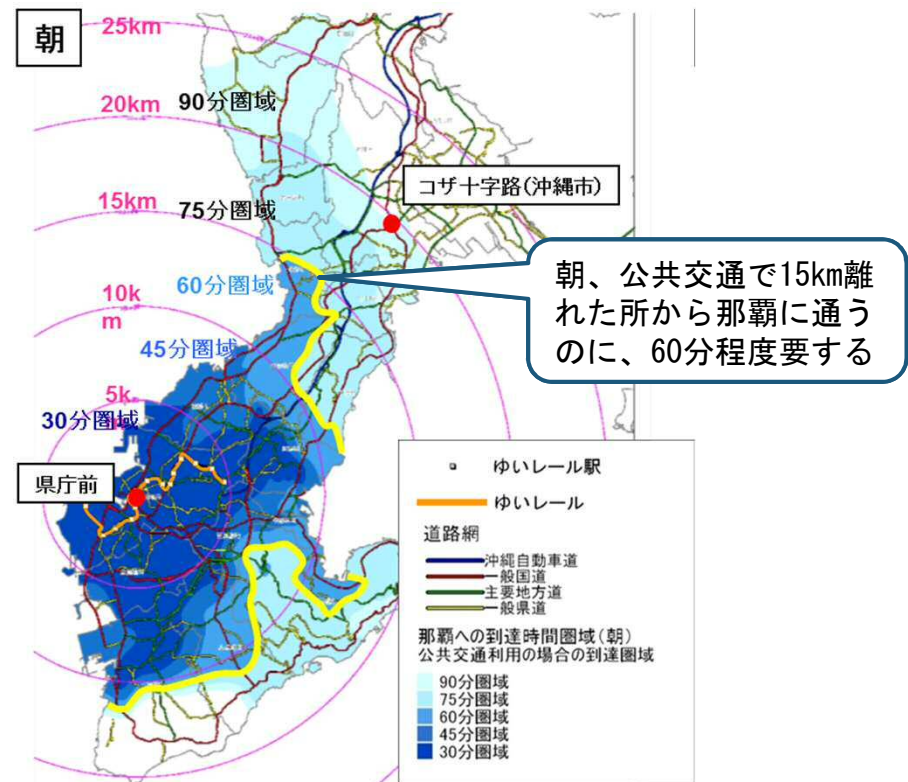 朝
25km
20km
90分圏域
コザ十字路(沖縄市)
15km
75分圏域
60分圏域
朝、公共交通で15km離
れた所から那覇に通う
のに、60分程度要する
10k
m
45分圏域
5k
30分圏域
県庁前
ゆいレール駅
ゆいレール
道路網
沖縄自動車道
一般国道
主要地方道
一般県道
那覇への到達時間圏域(朝)
公共交通利用の場合の到達圏域
90分圏域
75分圏域
60分圏域
45分圏域
30分圏域